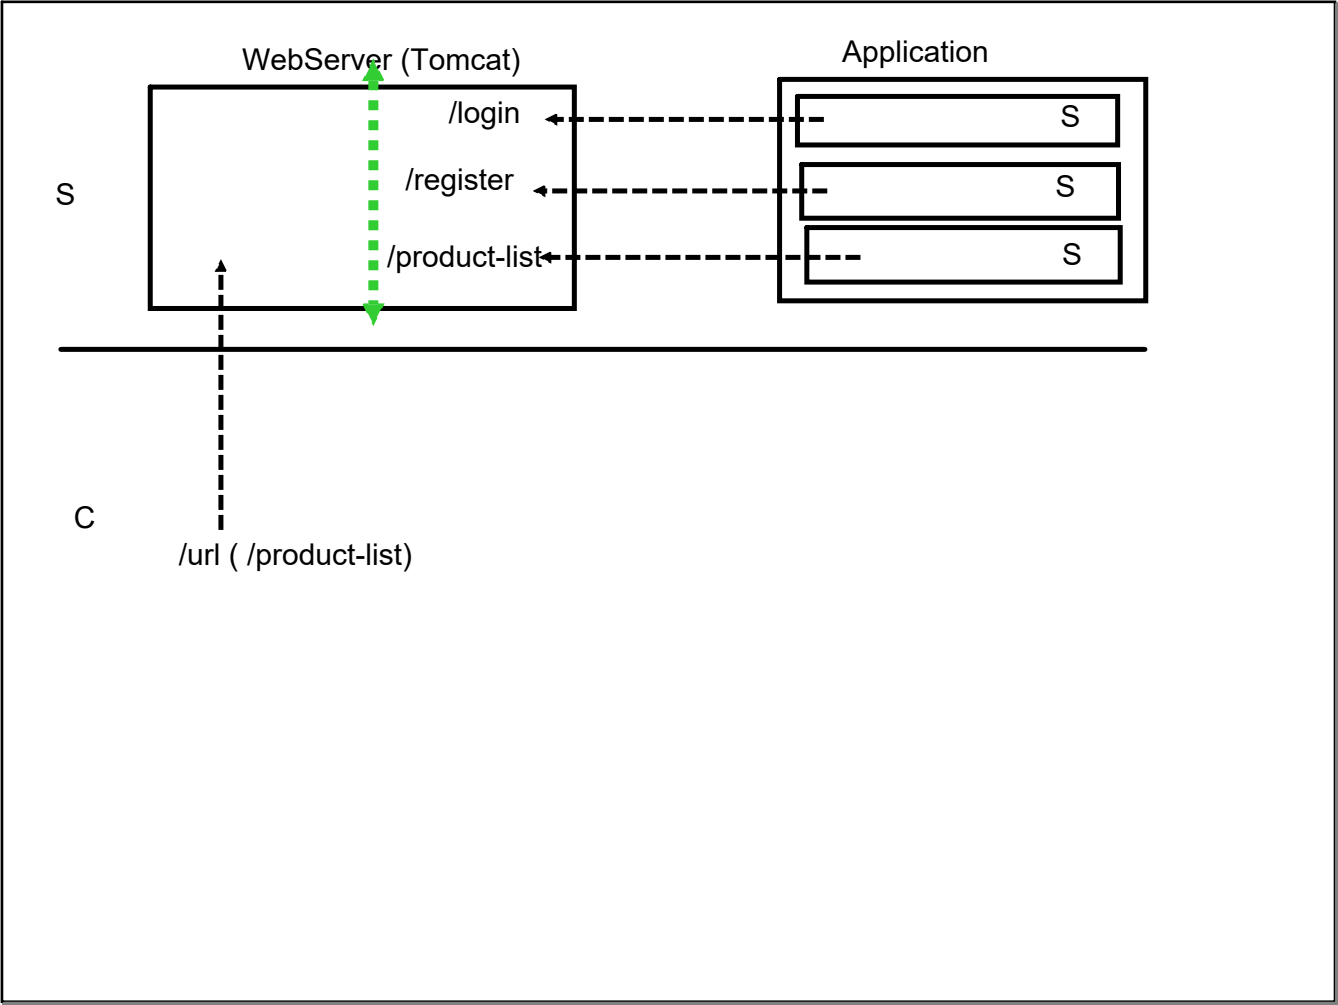 WebServer (Tomcat)
Application
/login
S
/register
S
S
/product-list
S
C
/url ( /product-list)